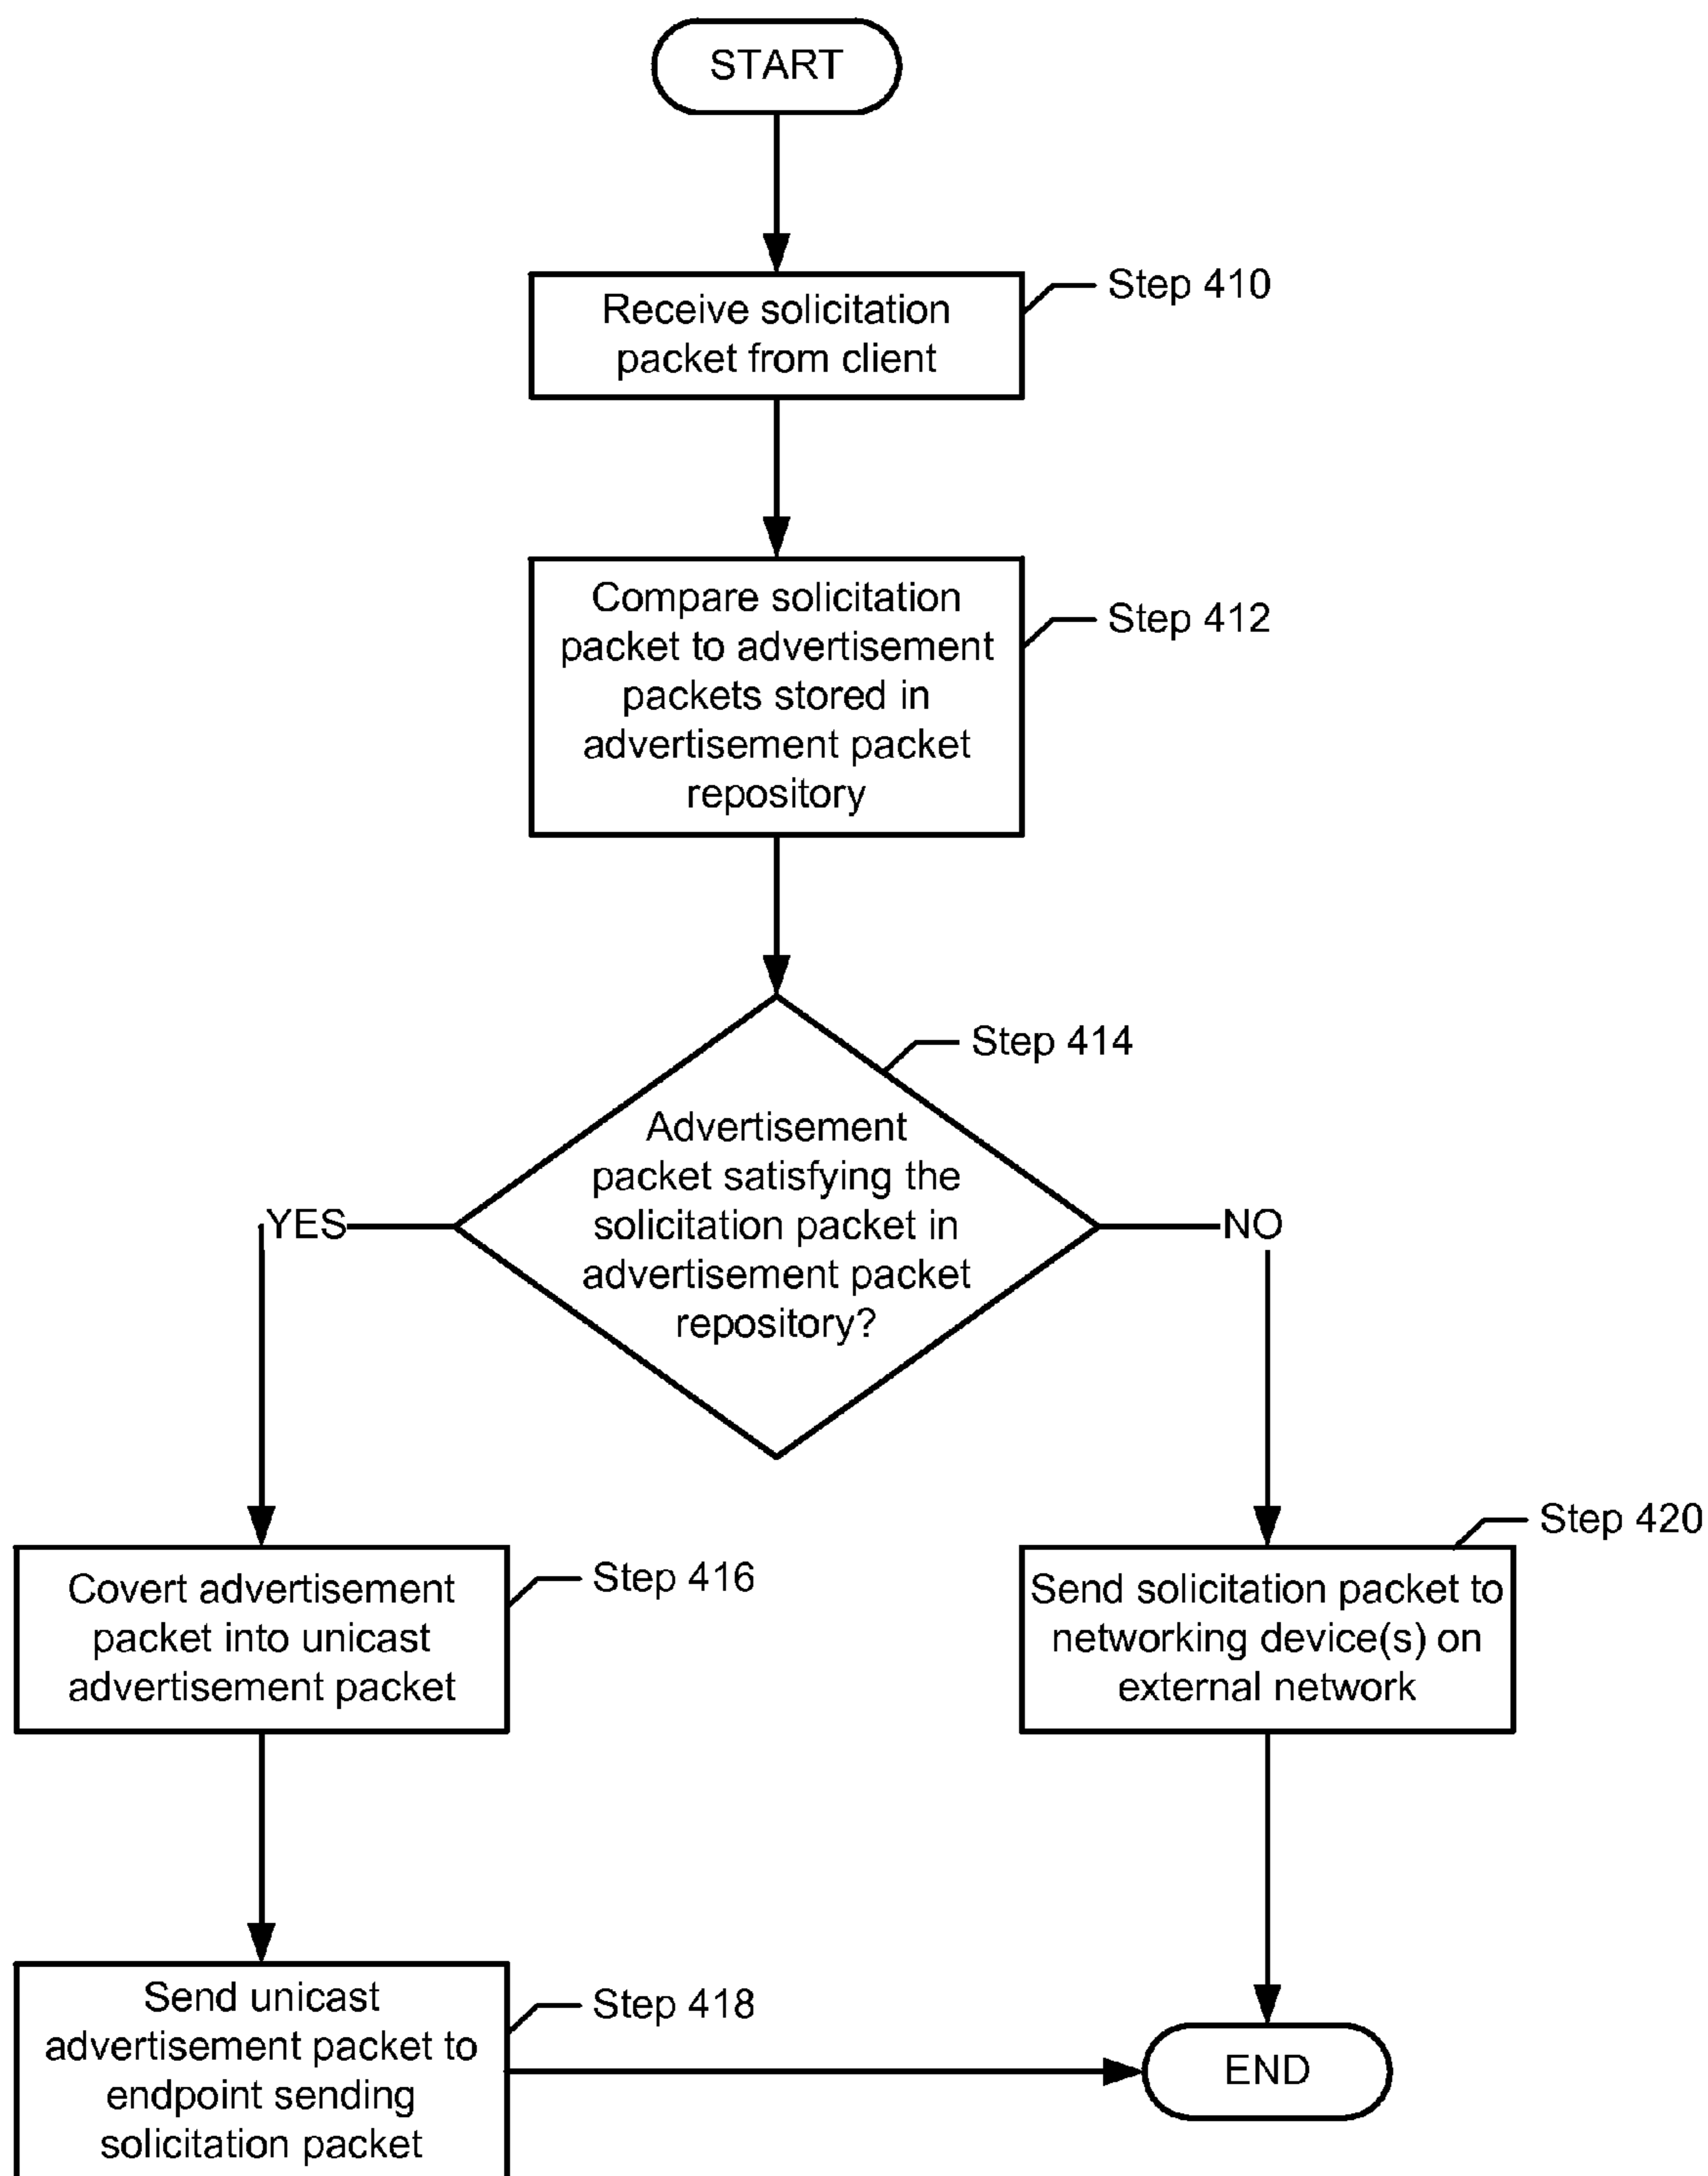 START
Receive solicitation
packet from client
Step 410
Compare solicitation
packet to advertisement
packets stored in
advertisement packet
repository
Step 412
Step 414
Advertisement
packet satisfying the
solicitation packet in
advertisement packet
repository?
YES
NO
Covert advertisement
packet into unicast
advertisement packet
Step 416
Send solicitation packet to
networking device(s) on
external network
Step 420
Send unicast
advertisement packet to
endpoint sending
solicitation packet
Step 418
END